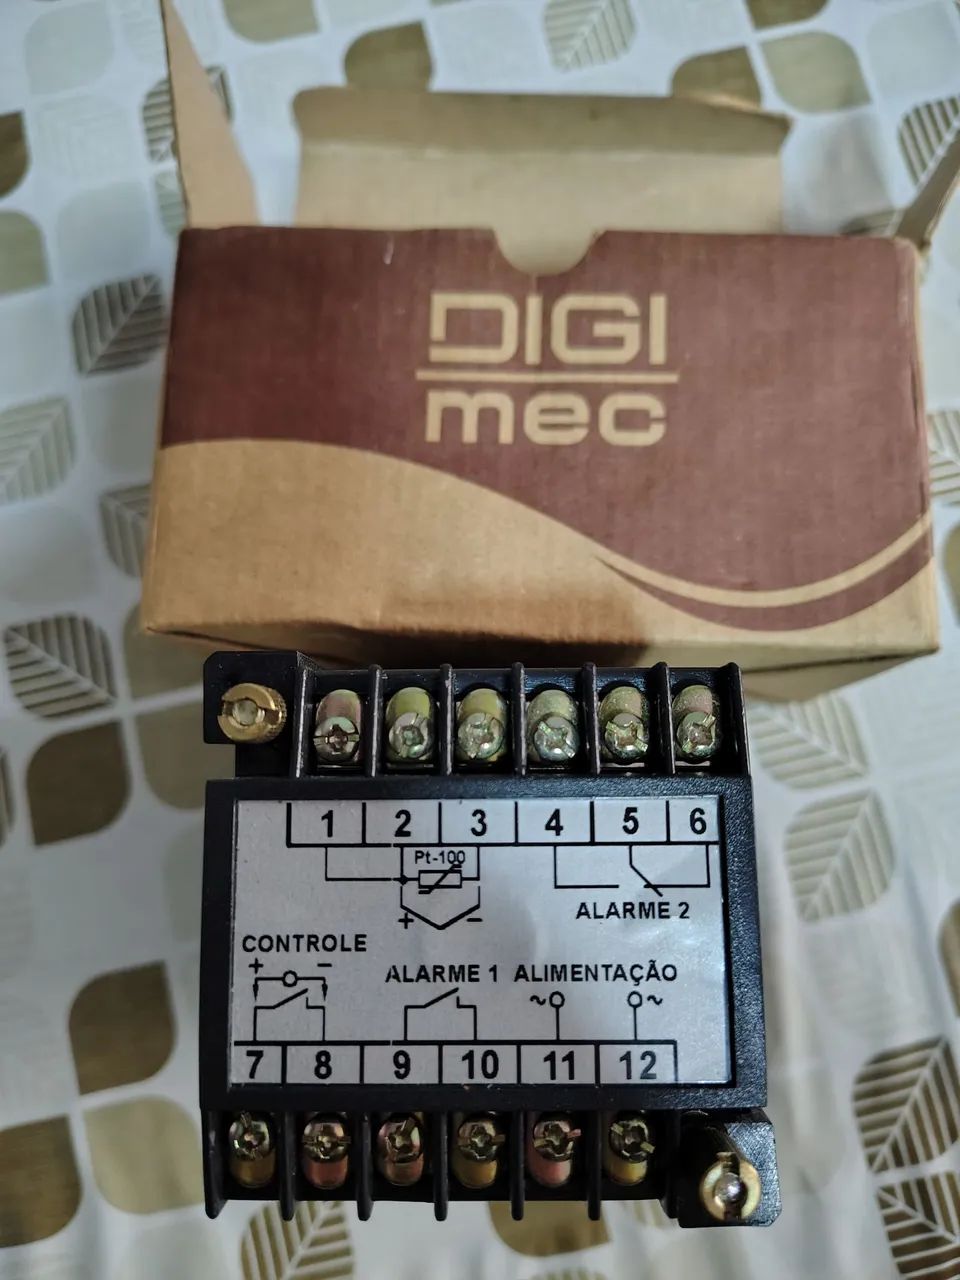 DIGI
mec
1 2 3 4 5 6
Pt-100
+ -
ALARME 2
CONTROLE
+ -
ALARME 1 ALIMENTAÇÃO
~ ~
7 8 9 10 11 12